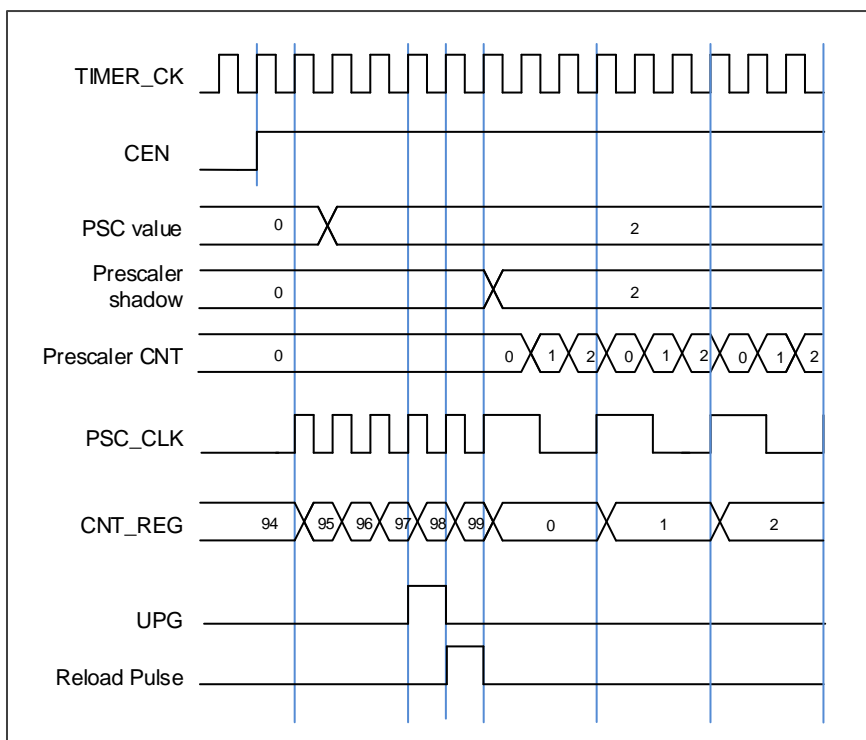 TIMER_CK
CEN
PSC value 0 2
Prescaler
shadow 0 2
Prescaler CNT 0 0 1 2 0 1 2 0 1 2
PSC_CLK
CNT_REG 94 95 96 97 98 99 0 1 2
UPG
Reload Pulse